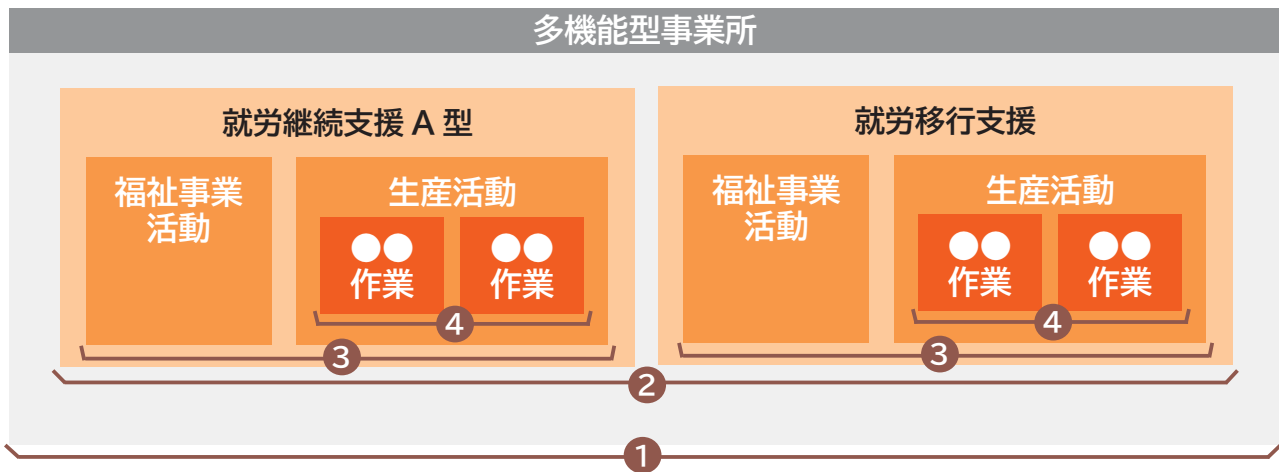 多機能型事業所
就労継続支援 A 型
福祉事業
活動
生産活動
●●
作業
●●
作業
4
3
就労移行支援
福祉事業
活動
生産活動
●●
作業
●●
作業
4
3
2
1